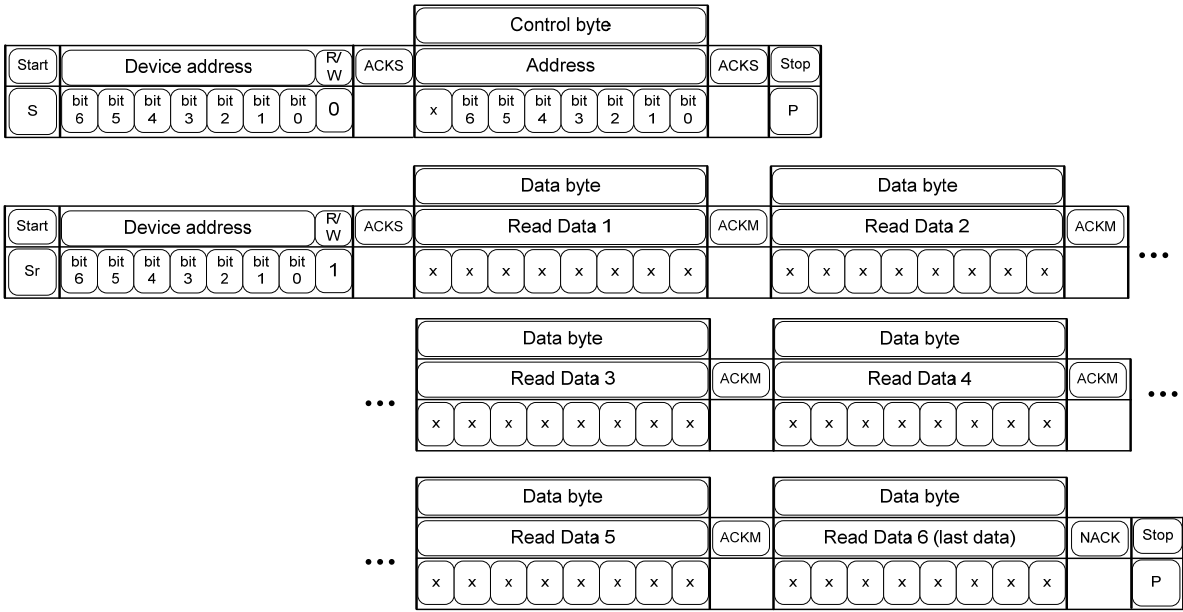 Control byte
Start Device address R/W ACKS Address ACKS Stop
S bit 6 bit 5 bit 4 bit 3 bit 2 bit 1 bit 0 0 x bit 6 bit 5 bit 4 bit 3 bit 2 bit 1 bit 0 P
Data byte Data byte
Start Device address R/W ACKS Read Data 1 ACKM Read Data 2 ACKM
Sr bit 6 bit 5 bit 4 bit 3 bit 2 bit 1 bit 0 1 x x x x x x x x x x x x x x x x ...
Data byte Data byte
Read Data 3 ACKM Read Data 4 ACKM
... x x x x x x x x x x x x x x x x ...
Data byte Data byte
Read Data 5 ACKM Read Data 6 (last data) NACK Stop
... x x x x x x x x x x x x x x x x P